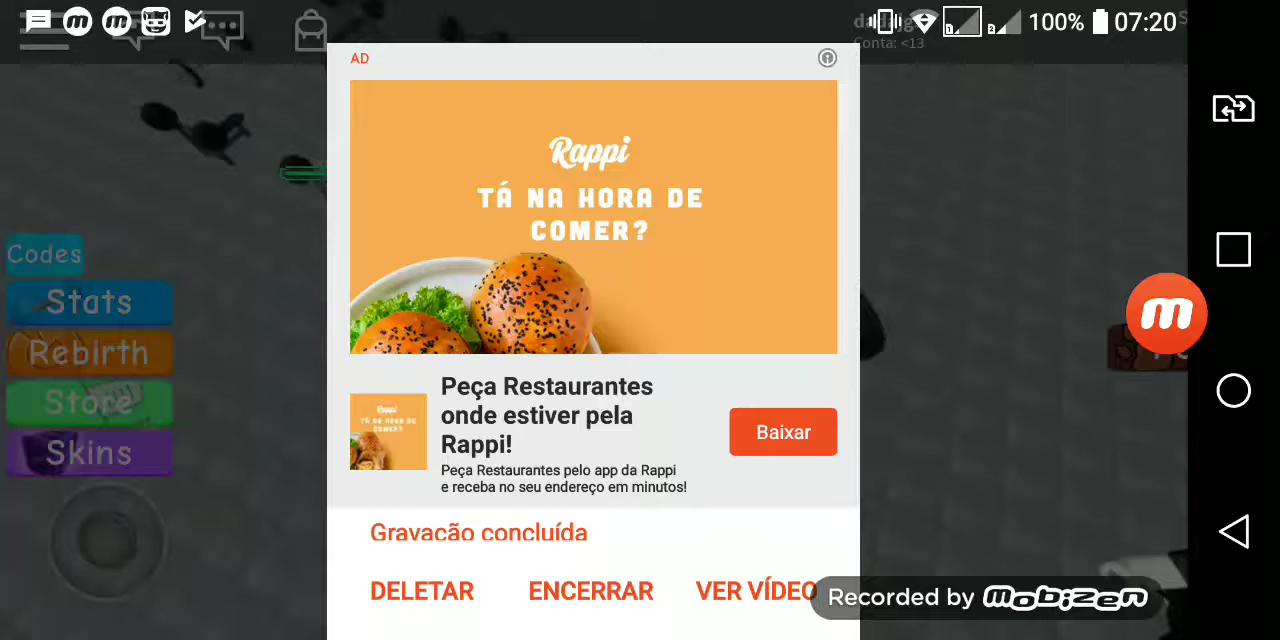 100% 07:20
Conta: <13
AD
Rappi
TÁ NA HORA DE
COMER?
Codes
Stats
Rebirth
Store
Skins
Peça Restaurantes
onde estiver pela
Rappi!
Baixar
Peça Restaurantes pelo app da Rappi
e receba no seu endereço em minutos!
Gravação concluída
DELETAR ENCERRAR VER VÍDEO
Recorded by mobizen